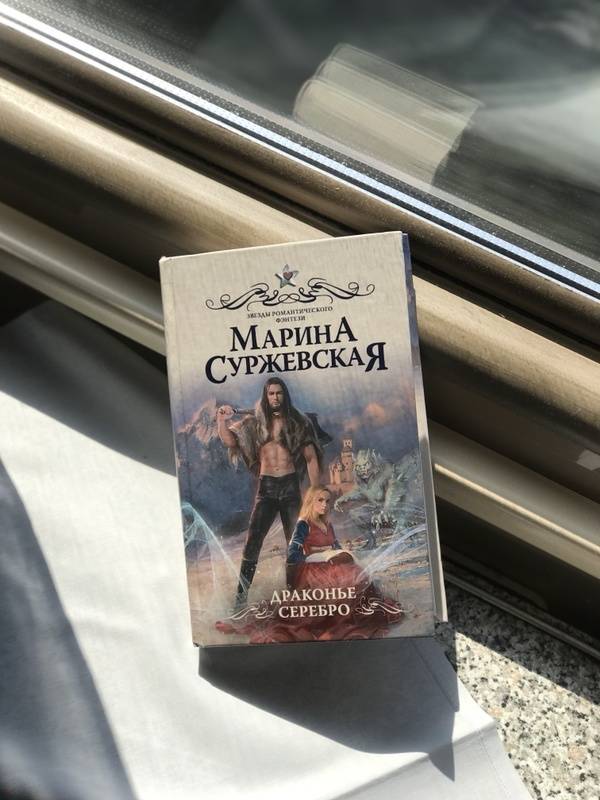 ЗВЕЗДЫ РОМАНТИЧЕСКОГО
ФЭНТЕЗИ
МАРИНА
СУРЖЕВСКАЯ
ДРАКОНЬЕ
СЕРЕБРО